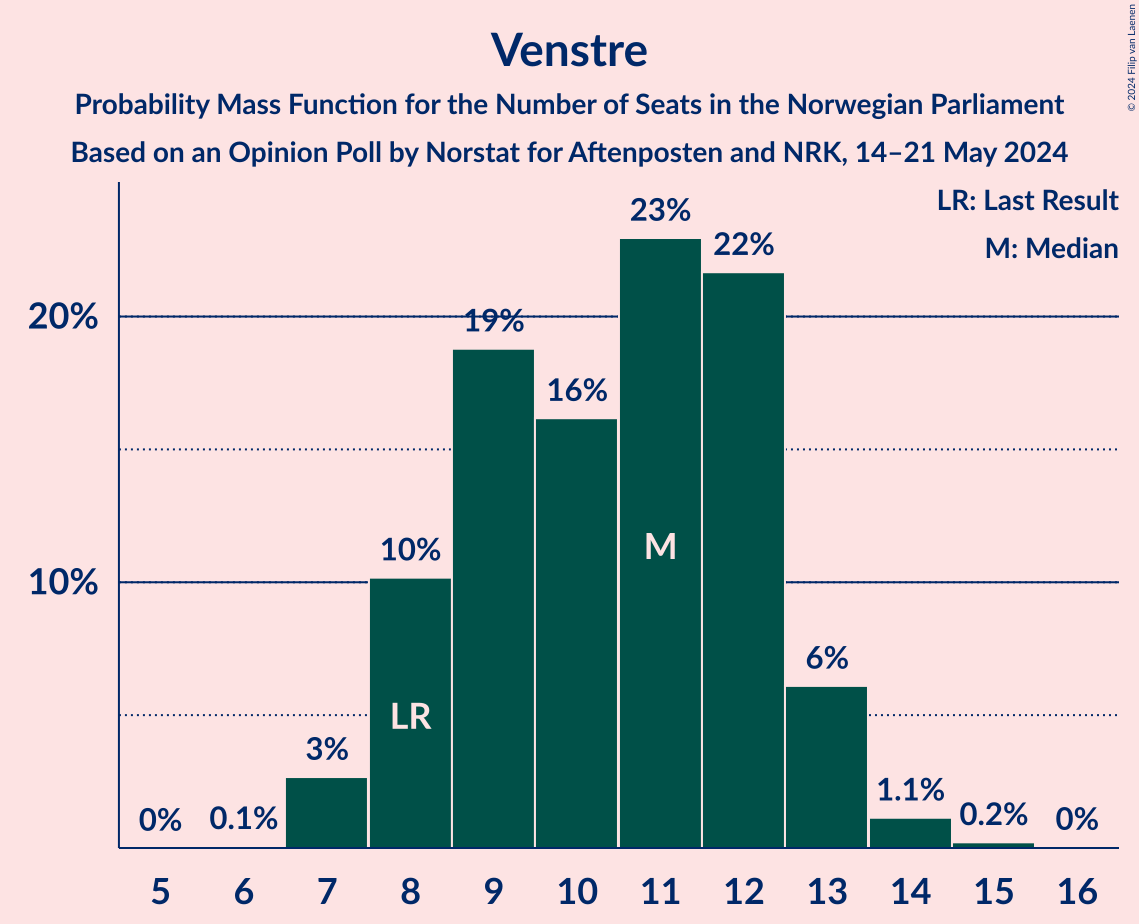 Venstre
Probability Mass Function for the Number of Seats in the Norwegian Parliament
Based on an Opinion Poll by Norstat for Aftenposten and NRK, 14–21 May 2024
© 2024 Filip van Laenen
LR: Last Result
M: Median
20%
10%
0%
0.1%
3%
10%
19%
16%
23%
22%
6%
1.1%
0.2%
0%
LR
M
5 6 7 8 9 10 11 12 13 14 15 16